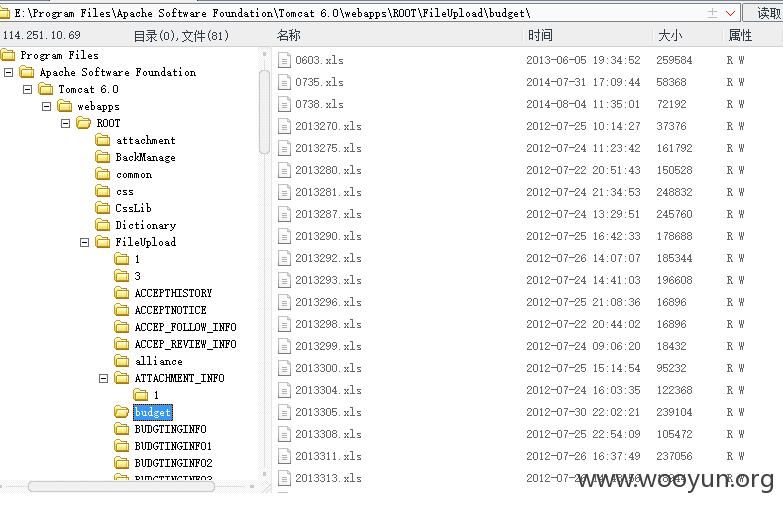 E:\Program Files\Apache Software Foundation\Tomcat 6.0\webapps\ROOT\FileUpload\budget\ 读取
114.251.10.69 目录(0),文件(81) 名称 时间 大小 属性
Program Files
Apache Software Foundation
Tomcat 6.0
webapps
ROOT
attachment
BackManage
common
css
CssLib
Dictionary
FileUpload
1
3
ACCEPTHISTORY
ACCEPTNOTICE
ACCEP_FOLLOW_INFO
ACCEP_REVIEW_INFO
alliance
ATTACHMENT_INFO
1
budget
BUDGTINGINFO
BUDGTINGINFO1
BUDGTINGINFO2
BUDGTINGINFO3
0603.xls 2013-06-05 19:34:52 259584 R W
0735.xls 2014-07-31 17:09:44 58368 R W
0738.xls 2014-08-04 11:35:01 72192 R W
2013270.xls 2012-07-25 10:14:27 37376 R W
2013275.xls 2012-07-24 11:23:42 161792 R W
2013280.xls 2012-07-22 20:51:43 150528 R W
2013281.xls 2012-07-24 21:34:53 248832 R W
2013287.xls 2012-07-24 13:29:51 245760 R W
2013290.xls 2012-07-25 16:42:33 178688 R W
2013292.xls 2012-07-26 14:07:07 185344 R W
2013293.xls 2012-07-24 14:41:03 196608 R W
2013296.xls 2012-07-25 21:08:36 16896 R W
2013298.xls 2012-07-22 20:44:02 16896 R W
2013299.xls 2012-07-24 09:06:20 18432 R W
2013300.xls 2012-07-25 15:14:54 95232 R W
2013304.xls 2012-07-24 16:03:35 122368 R W
2013305.xls 2012-07-30 22:02:21 239104 R W
2013308.xls 2012-07-25 22:54:09 105472 R W
2013311.xls 2012-07-26 16:37:49 237056 R W
2013313.xls R W
www.wooyun.org